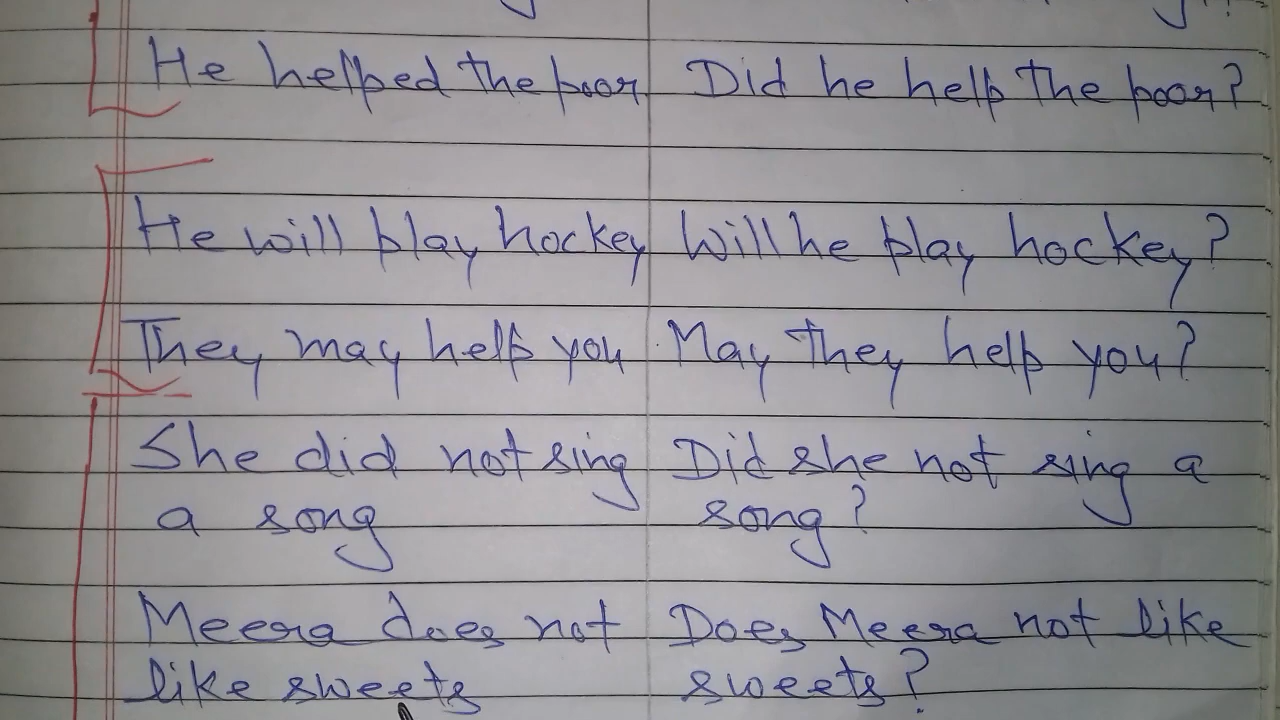 He helped the poor Did he help the poor?
He will play hockey Will he play hockey?
They may help you May they help you?
She did not sing Did she not sing a
a song song?
Meera does not Does Meera not like
like sweets sweets?